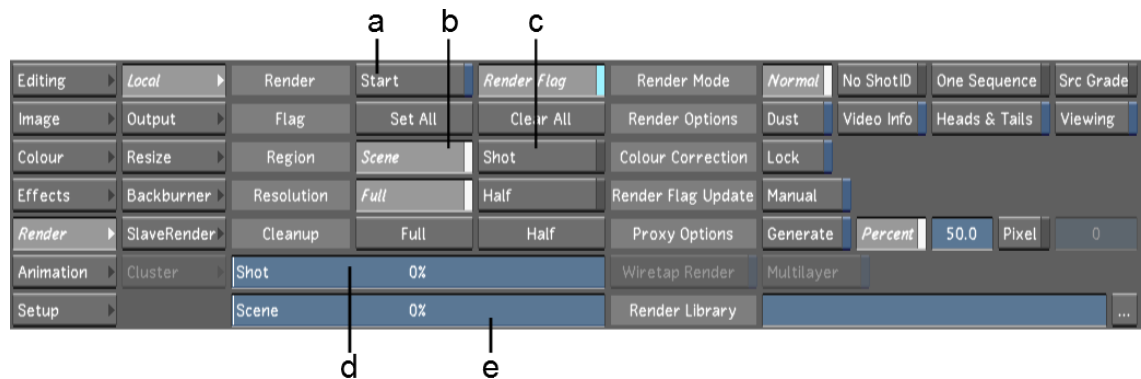 a b c
Editing Local Render Start Render Flag Render Mode Normal No ShotID One Sequence Src Grade
Image Output Flag Set All Clear All Render Options Dust Video Info Heads & Tails Viewing
Colour Resize Region Scene Shot Colour Correction Lock
Effects Backburner Resolution Full Half Render Flag Update Manual
Render SlaveRender Cleanup Full Half Proxy Options Generate Percent 50.0 Pixel 0
Animation Cluster Shot 0% Wiretap Render Multilayer
Setup Scene 0% Render Library ...
d e